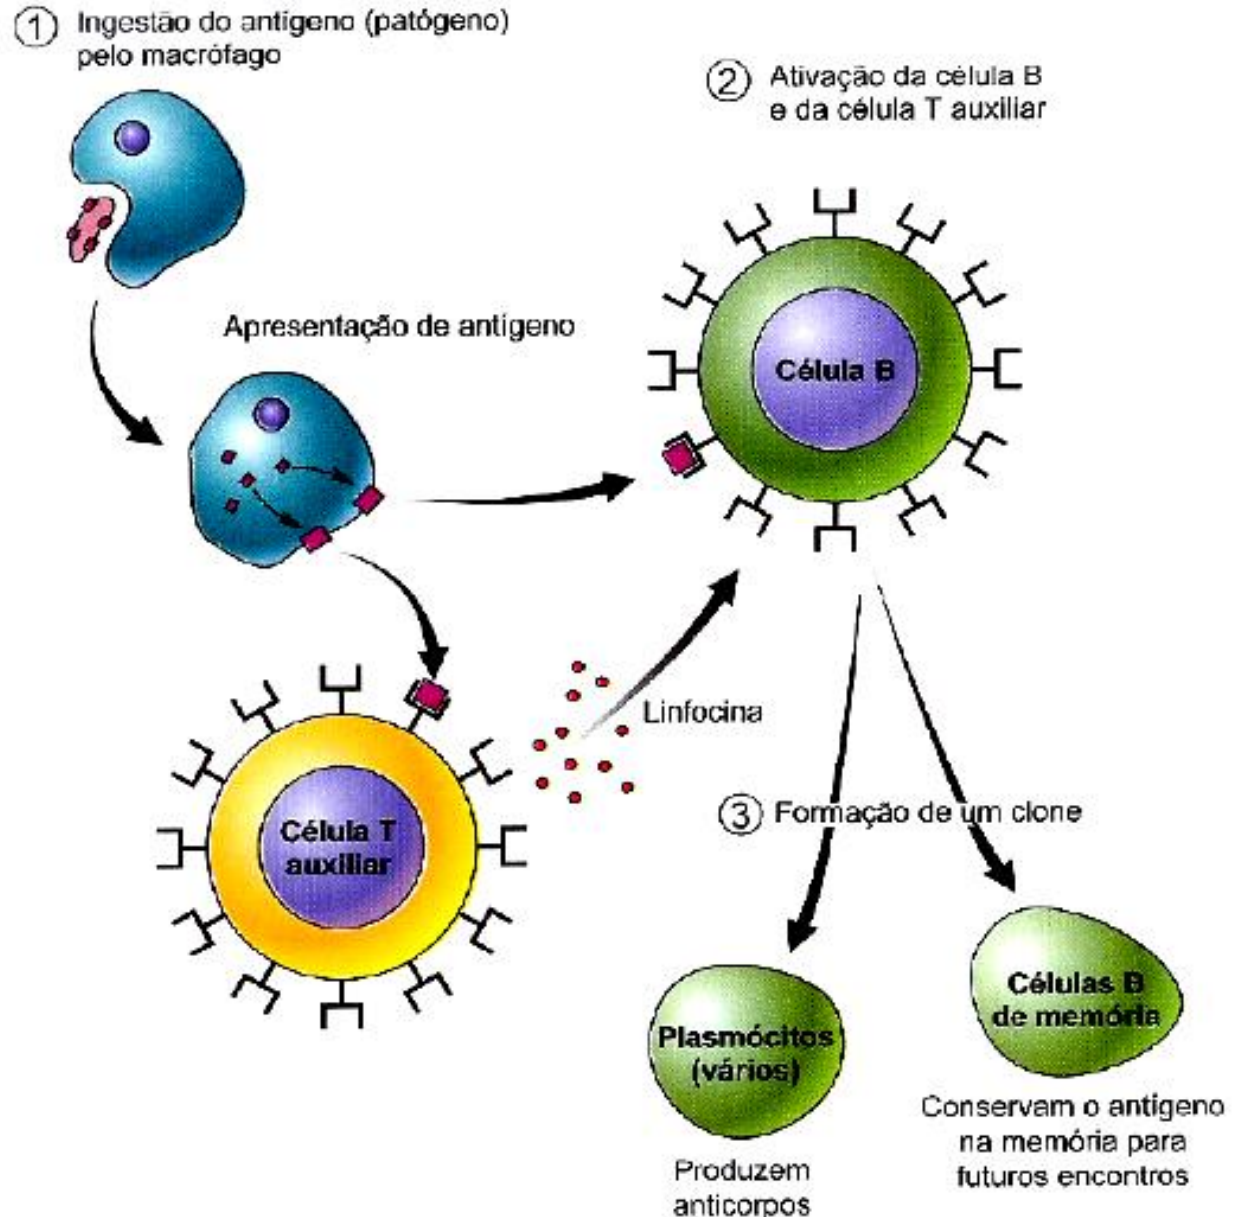 1 Ingestão do antígeno (patógeno)
pelo macrófago
2 Ativação da célula B
e da célula T auxiliar
Apresentação de antígeno
Célula B
Linfocina
Célula T
auxiliar
3 Formação de um clone
Plasmócitos
(vários)
Produzem
anticorpos
Células B
de memória
Conservam o antígeno
na memória para
futuros encontros